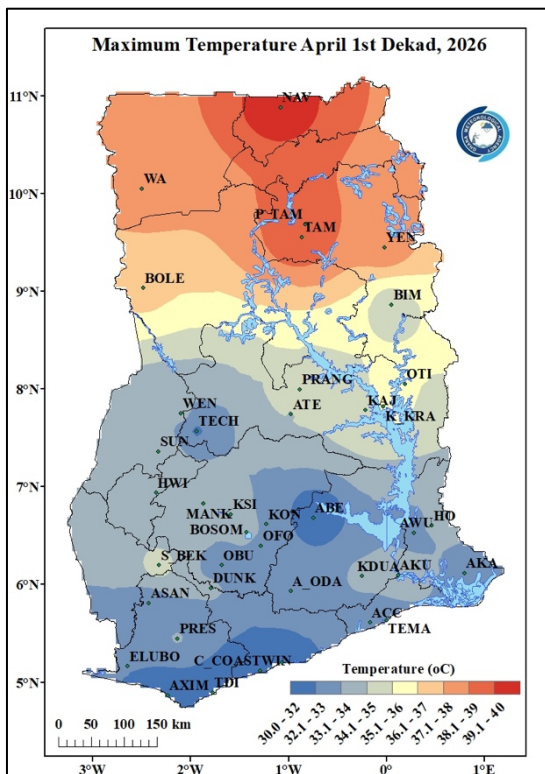 Maximum Temperature April 1st Dekad, 2026
11°N
NAV
10°N
WA
P_TAM
TAM
YEN
9°N
BOLE
BIM
8°N
PRANG
OTI
WEN
ATE
KAJ
K_KRA
TECH
SUN
7°N
HWI
KSI
MANK
KON
ABE
HO
BOSOM
OFO
AWU
S_BEK
OBU
KDUA
AKU
AKA
6°N
DUNK
A_ODA
ASAN
ACC
TEMA
PRES
ELUBO
C_COAST
WIN
5°N
AXIM
TDI
Temperature (oC)
30.0 - 32
32.1 - 33
33.1 - 34
34.1 - 35
35.1 - 36
36.1 - 37
37.1 - 38
38.1 - 39
39.1 - 40
0 50 100 150 km
3°W 2°W 1°W 0° 1°E